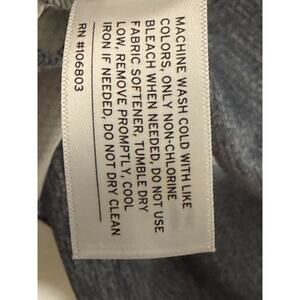 MACHINE WASH COLD WITH LIKE
COLORS, ONLY NON-CHLORINE
BLEACH WHEN NEEDED, DO NOT USE
FABRIC SOFTENER, TUMBLE DRY
LOW, REMOVE PROMPTLY, COOL
IRON IF NEEDED, DO NOT DRY CLEAN
RN #106803